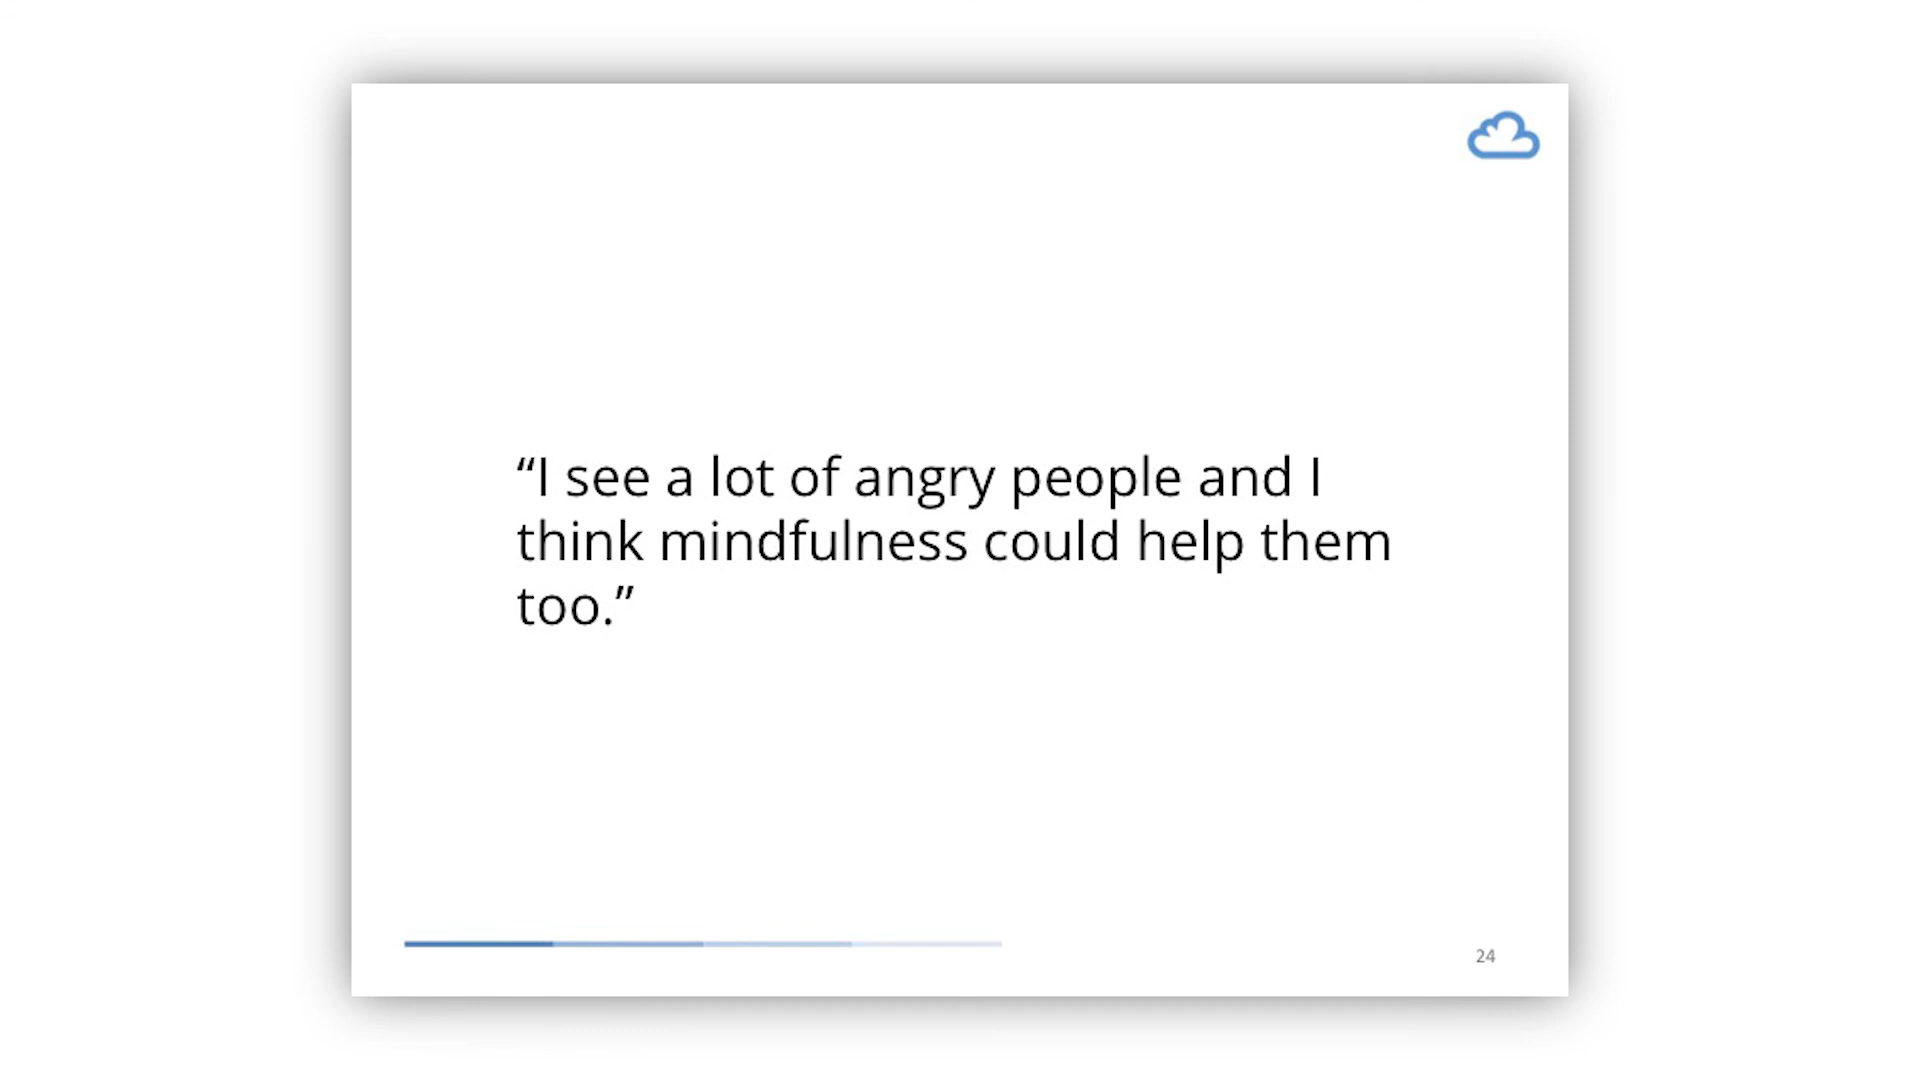 “I see a lot of angry people and I
think mindfulness could help them
too.”
24